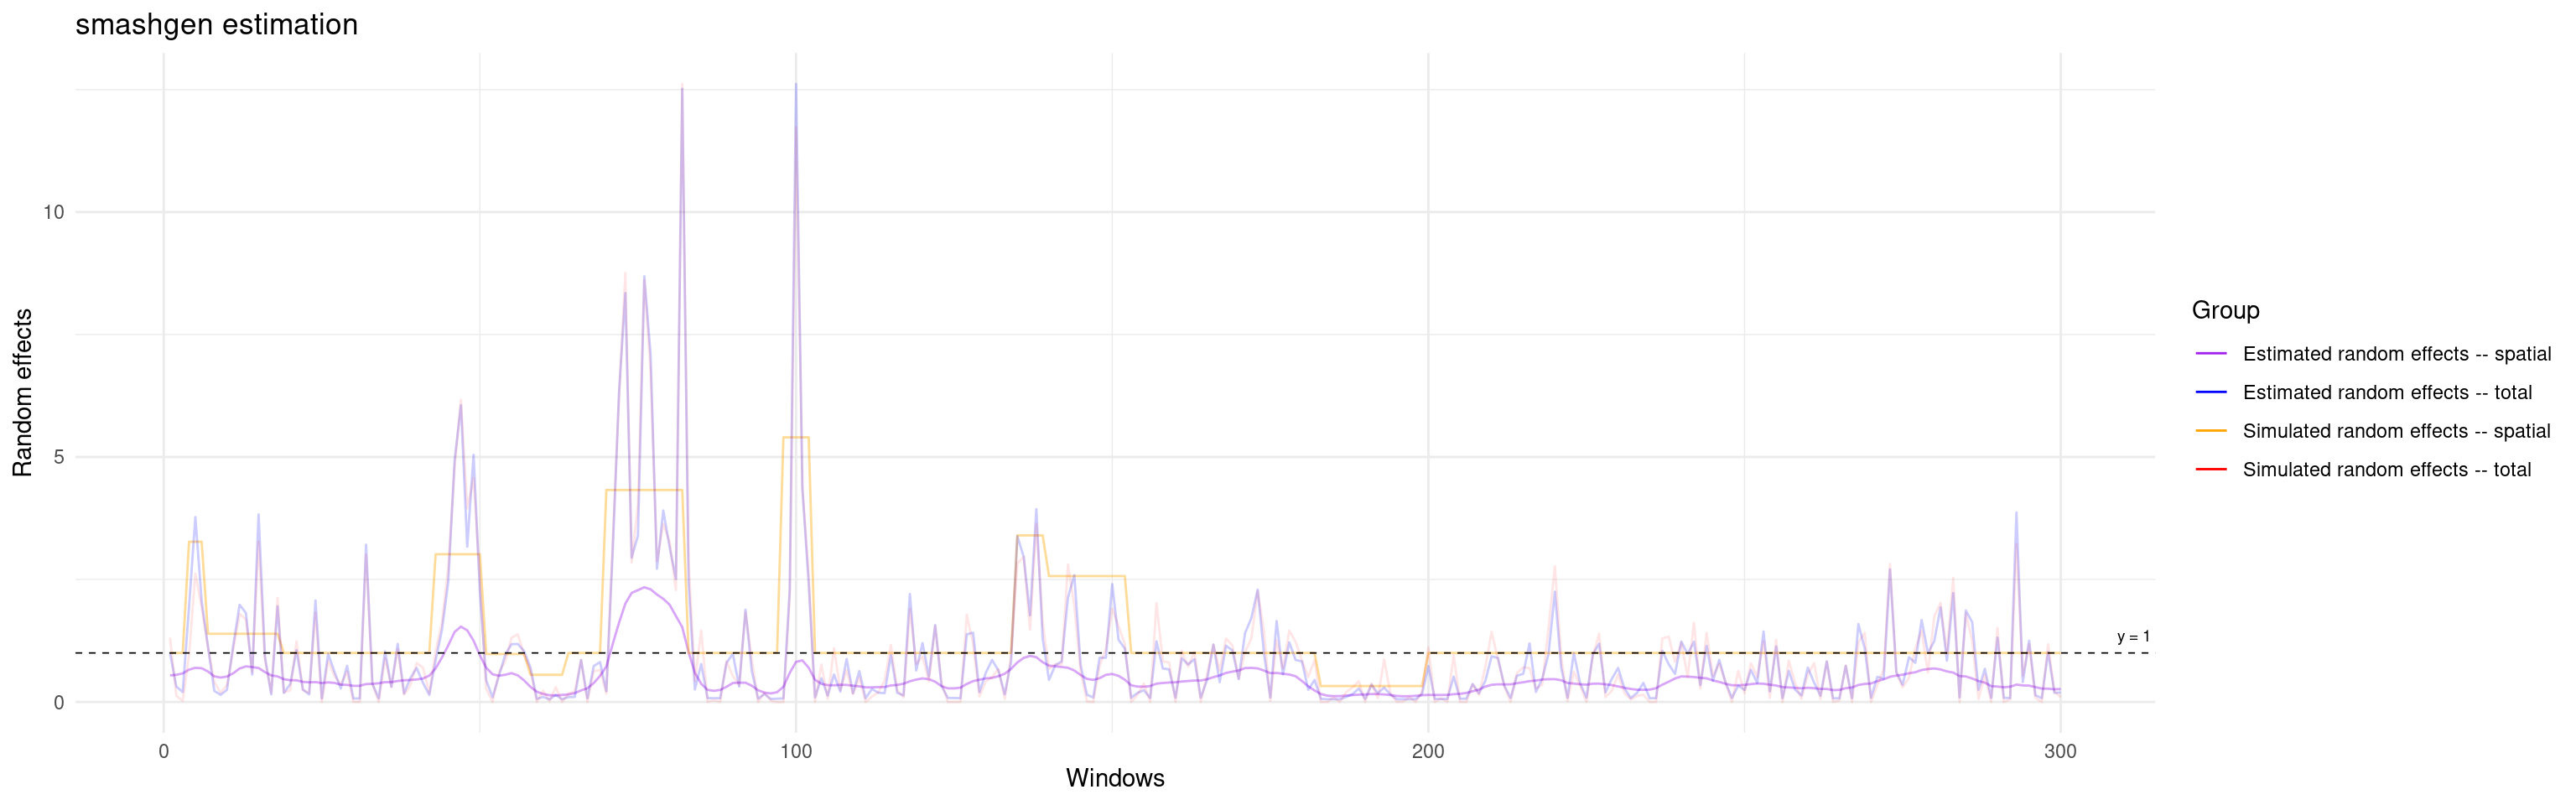 smashgen estimation
Random effects
10
5
0
y = 1
0
100
200
300
Windows
Group
Estimated random effects -- spatial
Estimated random effects -- total
Simulated random effects -- spatial
Simulated random effects -- total